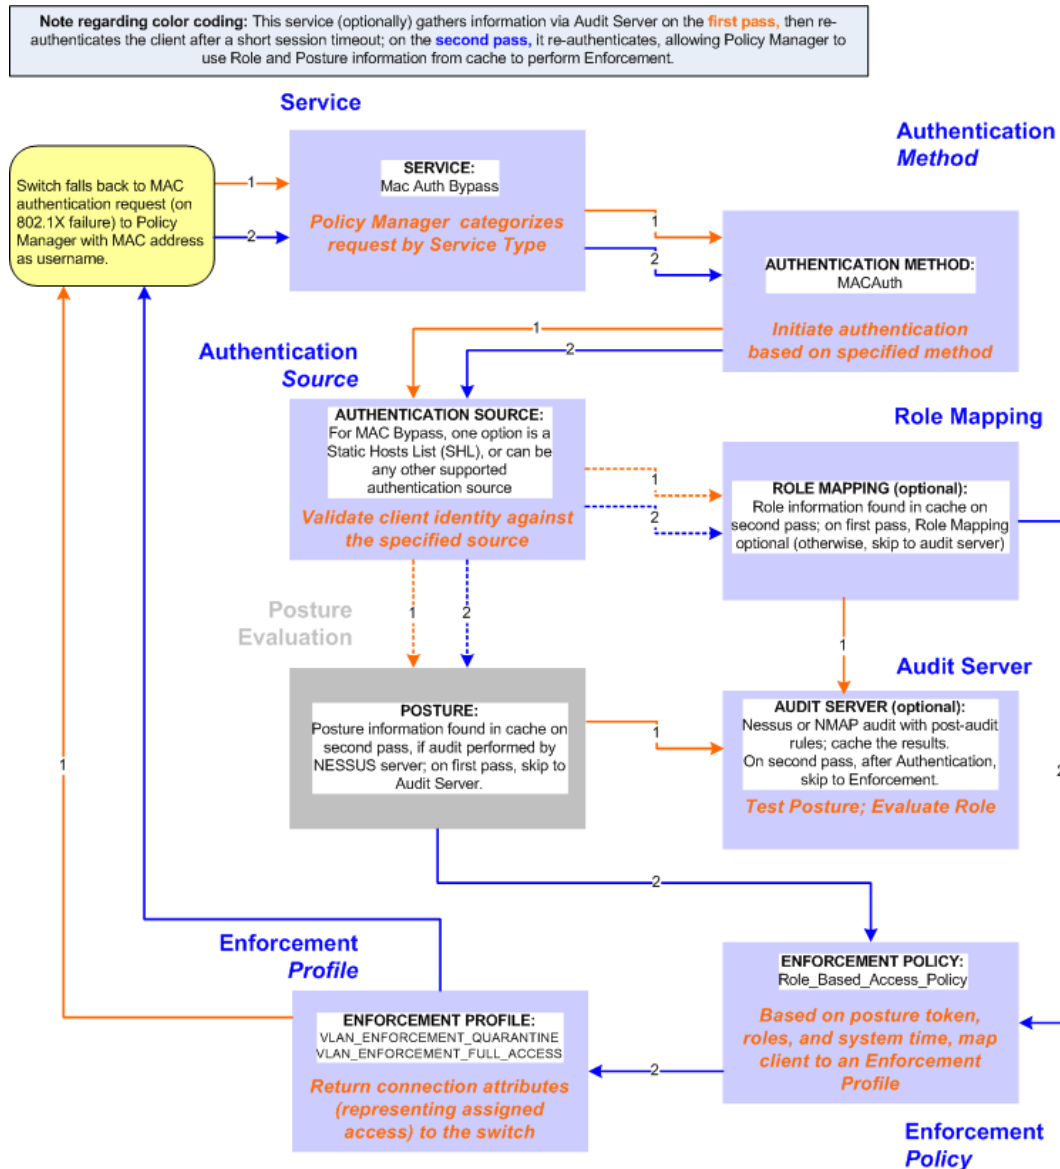 Note regarding color coding: This service (optionally) gathers information via Audit Server on the first pass, then re-
authenticates the client after a short session timeout; on the second pass, it re-authenticates, allowing Policy Manager to
use Role and Posture information from cache to perform Enforcement.
Service
Authentication
Method
Switch falls back to MAC
authentication request (on
802.1X failure) to Policy
Manager with MAC address
as username.
1
2
SERVICE:
Mac Auth Bypass
Policy Manager categorizes
request by Service Type
1
2
AUTHENTICATION METHOD:
MACAuth
Initiate authentication
based on specified method
1
2
Authentication
Source
AUTHENTICATION SOURCE:
For MAC Bypass, one option is a
Static Hosts List (SHL), or can be
any other supported
authentication source
Validate client identity against
the specified source
1
2
Role Mapping
ROLE MAPPING (optional):
Role information found in cache on
second pass; on first pass, Role Mapping
optional (otherwise, skip to audit server)
Posture
Evaluation
1
2
1
Audit Server
POSTURE:
Posture information found in cache on
second pass, if audit performed by
NESSUS server; on first pass, skip to
Audit Server.
1
AUDIT SERVER (optional):
Nessus or NMAP audit with post-audit
rules; cache the results.
On second pass, after Authentication,
skip to Enforcement.
Test Posture; Evaluate Role
1
2
2
Enforcement
Profile
ENFORCEMENT POLICY:
Role_Based_Access_Policy
Based on posture token,
roles, and system time, map
client to an Enforcement
Profile
ENFORCEMENT PROFILE:
VLAN_ENFORCEMENT_QUARANTINE
VLAN_ENFORCEMENT_FULL_ACCESS
Return connection attributes
(representing assigned
access) to the switch
2
Enforcement
Policy